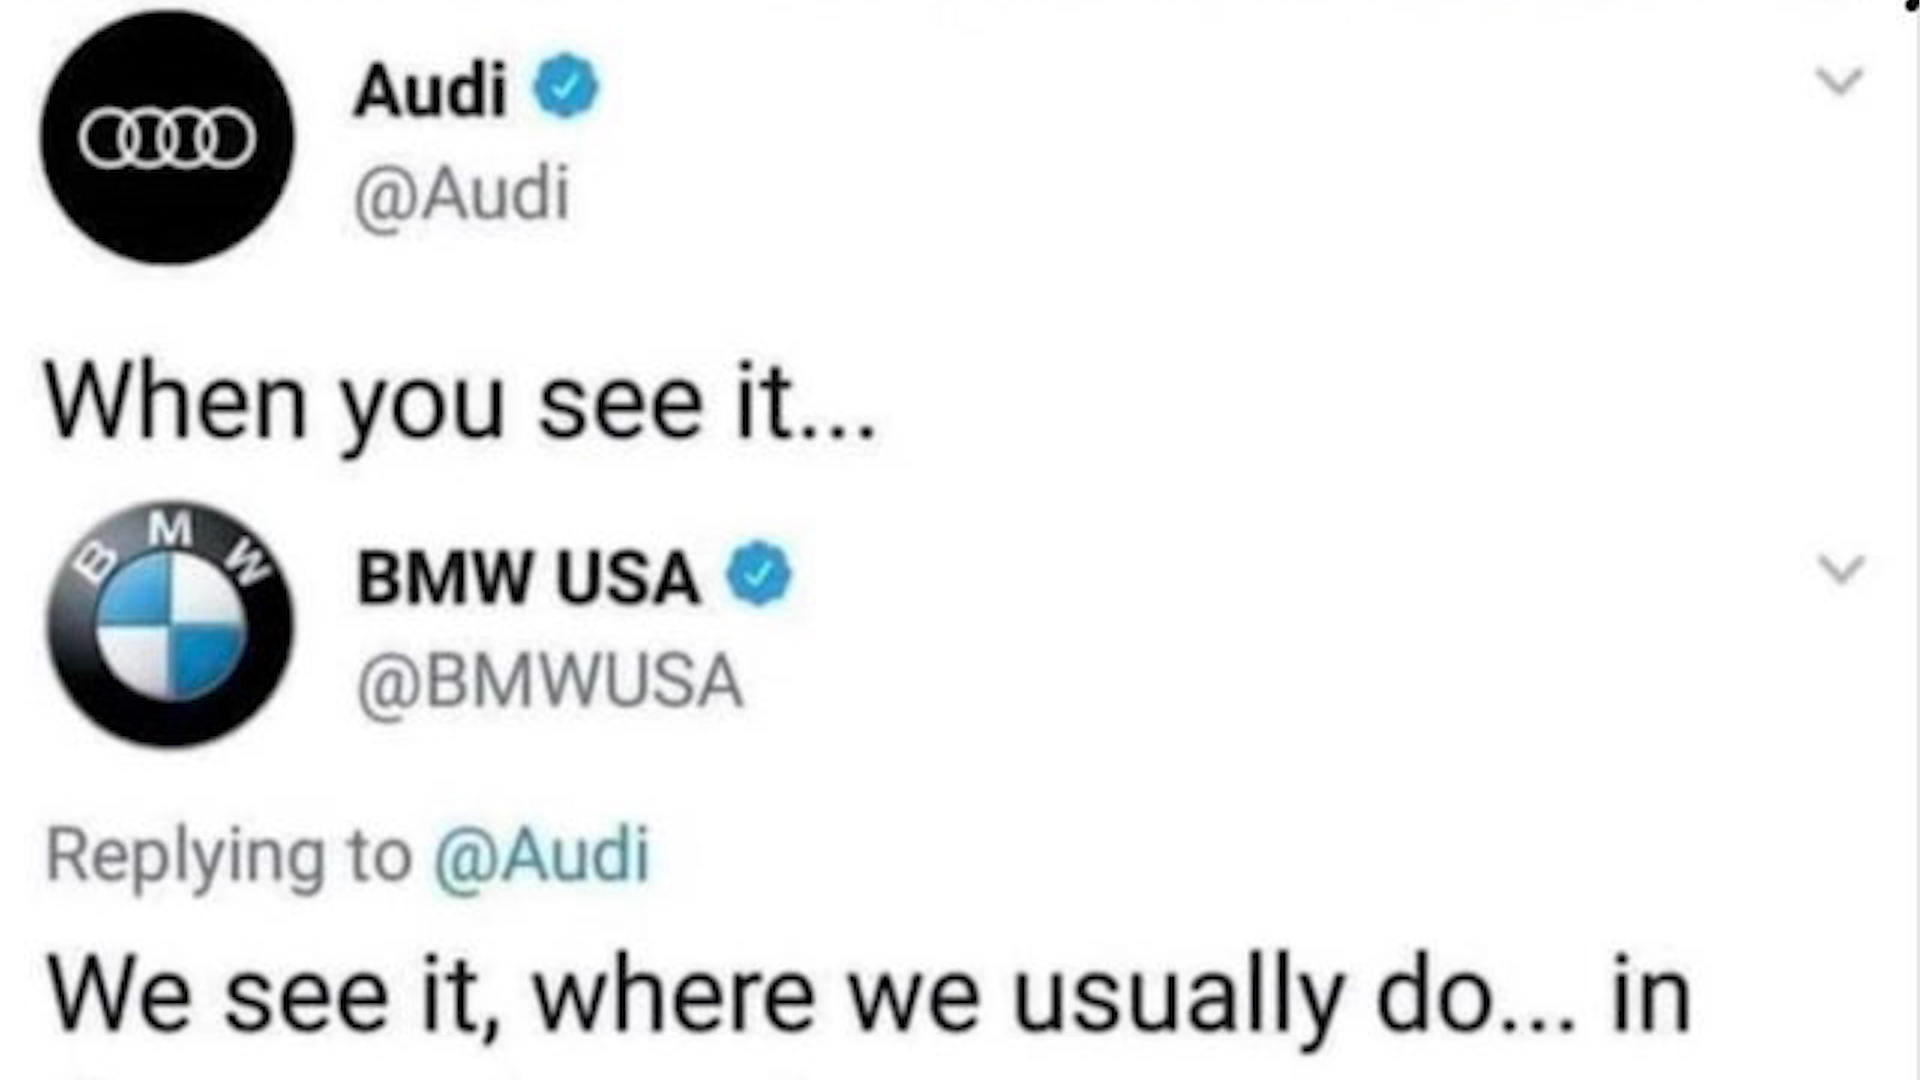 Audi
@Audi
When you see it...
B M W
BMW USA
@BMWUSA
Replying to @Audi
We see it, where we usually do... in